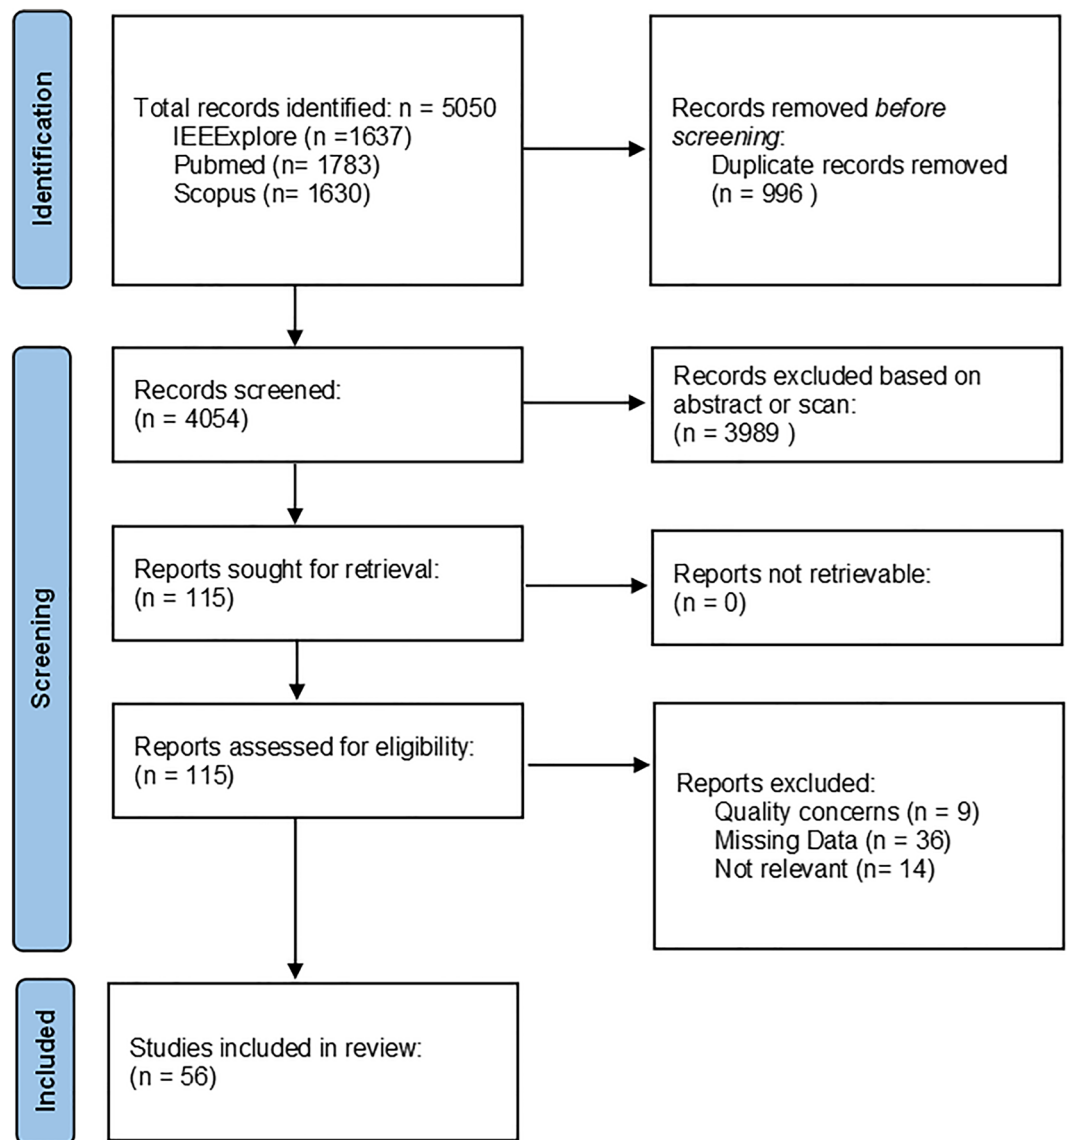 Identification
Total records identified: n = 5050
IEEExplore (n =1637)
Pubmed (n= 1783)
Scopus (n= 1630)
Records removed before
screening:
Duplicate records removed
(n = 996 )
Screening
Records screened:
(n = 4054)
Records excluded based on
abstract or scan:
(n = 3989 )
Reports sought for retrieval:
(n = 115)
Reports not retrievable:
(n = 0)
Reports assessed for eligibility:
(n = 115)
Reports excluded:
Quality concerns (n = 9)
Missing Data (n = 36)
Not relevant (n= 14)
Included
Studies included in review:
(n = 56)